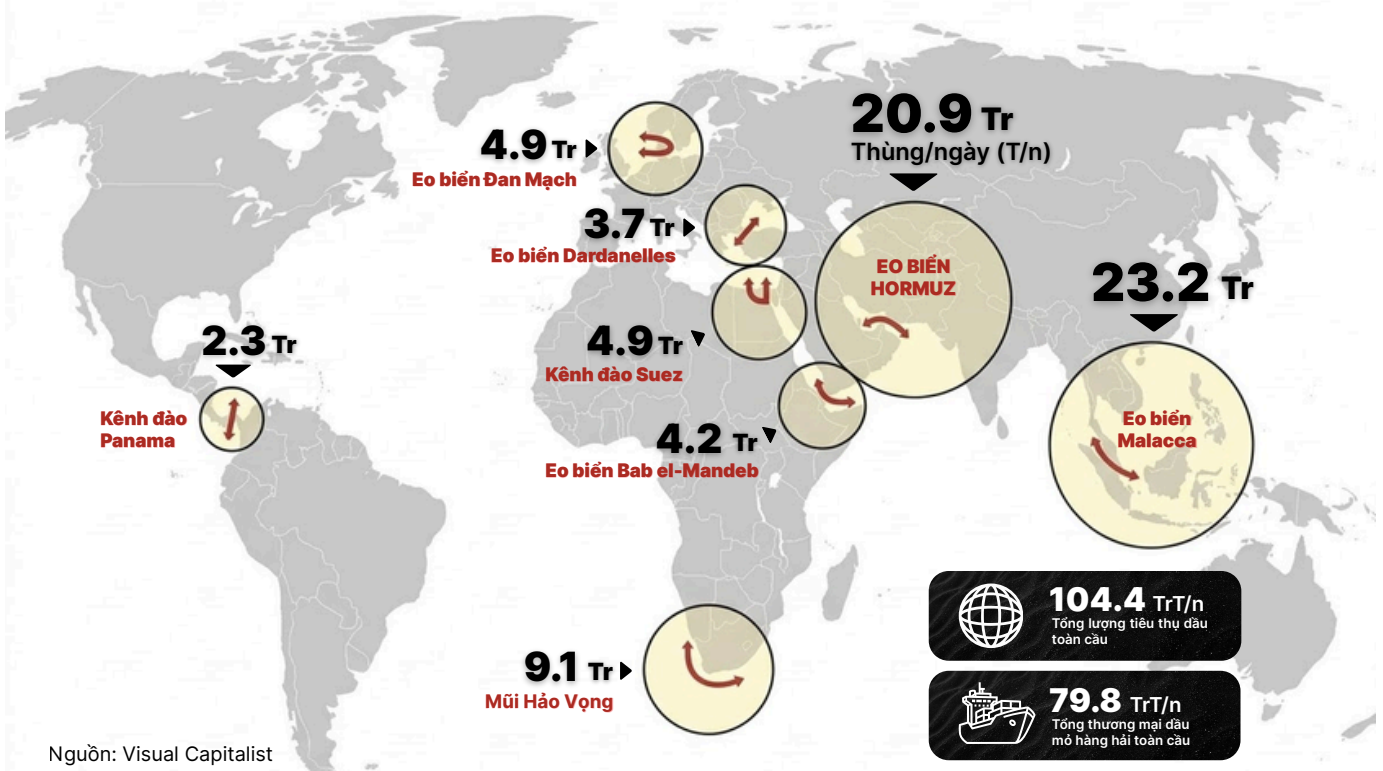 20.9 Tr
Thùng/ngày (T/n)
4.9 Tr
Eo biển Đan Mạch
3.7 Tr
Eo biển Dardanelles
EO BIỂN
HORMUZ
23.2 Tr
2.3 Tr
4.9 Tr
Kênh đào Suez
Kênh đào
Panama
4.2 Tr
Eo biển Bab el-Mandeb
Eo biển
Malacca
9.1 Tr
Mũi Hảo Vọng
104.4 TrT/n
Tổng lượng tiêu thụ dầu
toàn cầu
79.8 TrT/n
Tổng thương mại dầu
mỏ hàng hải toàn cầu
Nguồn: Visual Capitalist